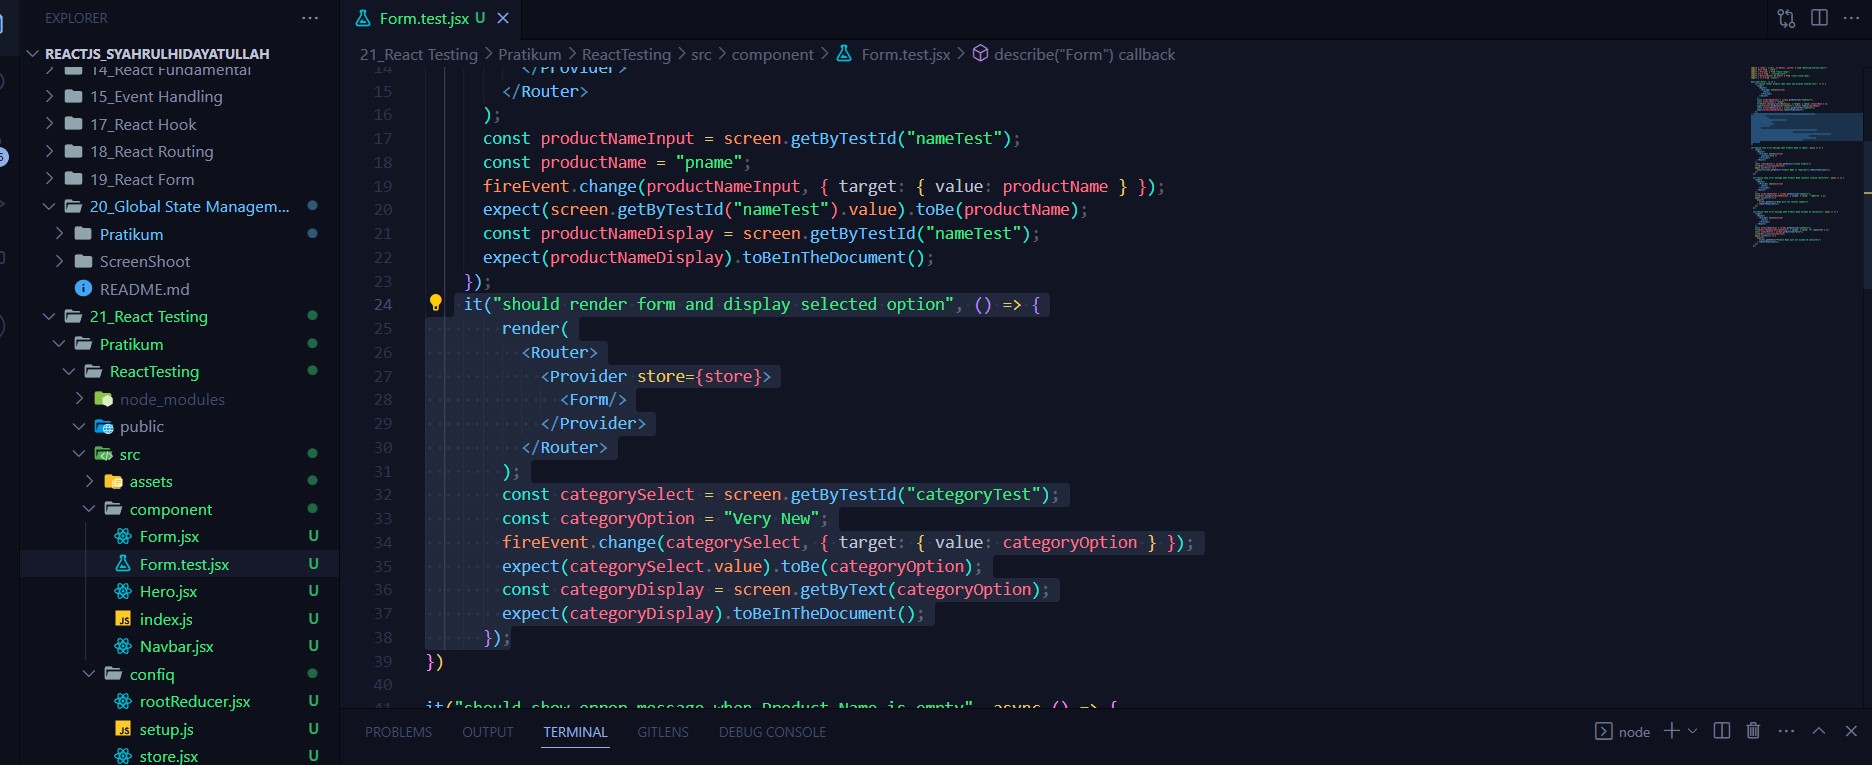 EXPLORER
REACTJS_SYAHRULHIDAYATULLAH
14_React Fundamental
15_Event Handling
17_React Hook
18_React Routing
19_React Form
20_Global State Managem...
Pratikum
ScreenShoot
README.md
21_React Testing
Pratikum
ReactTesting
node_modules
public
src
assets
component
Form.jsx U
Form.test.jsx U
Hero.jsx U
index.js U
Navbar.jsx U
confiq
rootReducer.jsx U
setup.js U
store.jsx U
Form.test.jsx U
21_React Testing > Pratikum > ReactTesting > src > component > Form.test.jsx > describe("Form") callback
14 </Provider>
15 </Router>
16 );
17 const productNameInput = screen.getByTestId("nameTest");
18 const productName = "pname";
19 fireEvent.change(productNameInput, { target: { value: productName } });
20 expect(screen.getByTestId("nameTest").value).toBe(productName);
21 const productNameDisplay = screen.getByTestId("nameTest");
22 expect(productNameDisplay).toBeInTheDocument();
23 });
24 it("should render form and display selected option", () => {
25 render(
26 <Router>
27 <Provider store={store}>
28 <Form/>
29 </Provider>
30 </Router>
31 );
32 const categorySelect = screen.getByTestId("categoryTest");
33 const categoryOption = "Very New";
34 fireEvent.change(categorySelect, { target: { value: categoryOption } });
35 expect(categorySelect.value).toBe(categoryOption);
36 const categoryDisplay = screen.getByText(categoryOption);
37 expect(categoryDisplay).toBeInTheDocument();
38 });
39 })
40
41 it("should show error message when Product Name is empty", async () => {
PROBLEMS OUTPUT TERMINAL GITLENS DEBUG CONSOLE
node